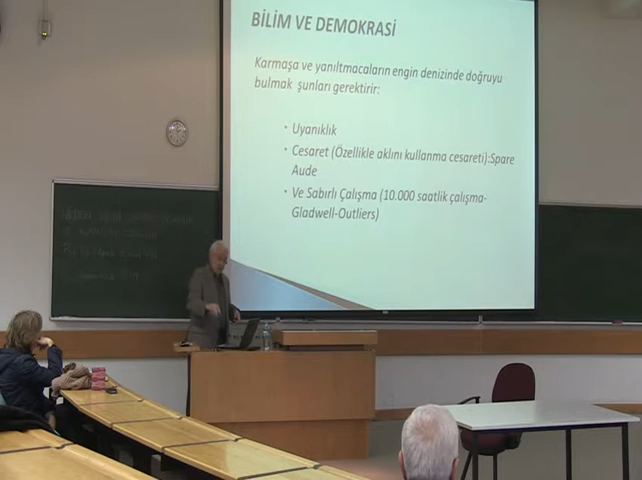 BİLİM VE DEMOKRASİ
Karmaşa ve yanıltmacaların engin denizinde doğruyu
bulmak şunları gerektirir:
• Uyanıklık
• Cesaret (Özellikle aklını kullanma cesareti):Spare
Aude
• Ve Sabırlı Çalışma (10.000 saatlik çalışma-
Gladwell-Outliers)